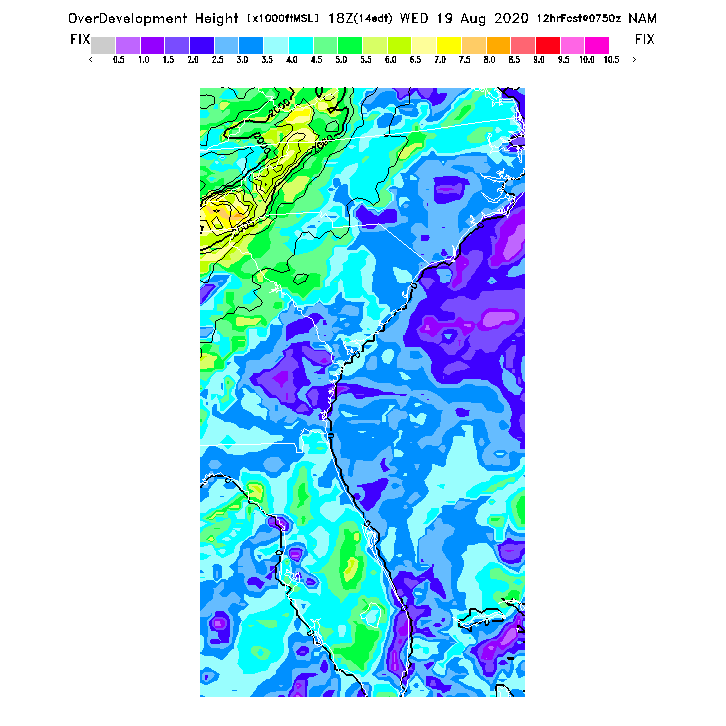 OverDevelopment Height [x1000ftMSL] 18Z(14edt) WED 19 Aug 2020 12hrFcst@0750z NAM
FIX FIX
< 0.5 1.0 1.5 2.0 2.5 3.0 3.5 4.0 4.5 5.0 5.5 6.0 6.5 7.0 7.5 8.0 8.5 9.0 9.5 10.0 10.5 >
2000
2000